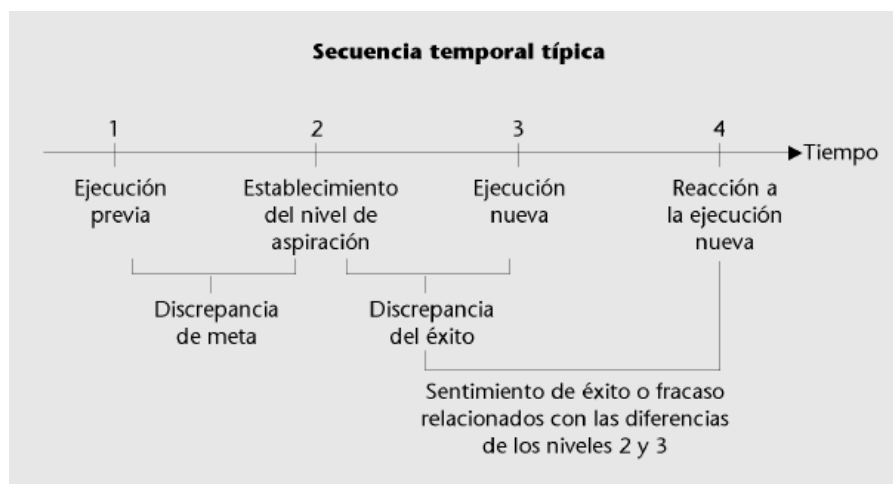 Secuencia temporal típica
1 2 3 4
Tiempo
Ejecución
previa
Establecimiento
del nivel de
aspiración
Ejecución
nueva
Reacción a
la ejecución
nueva
Discrepancia
de meta
Discrepancia
del éxito
Sentimiento de éxito o fracaso
relacionados con las diferencias
de los niveles 2 y 3